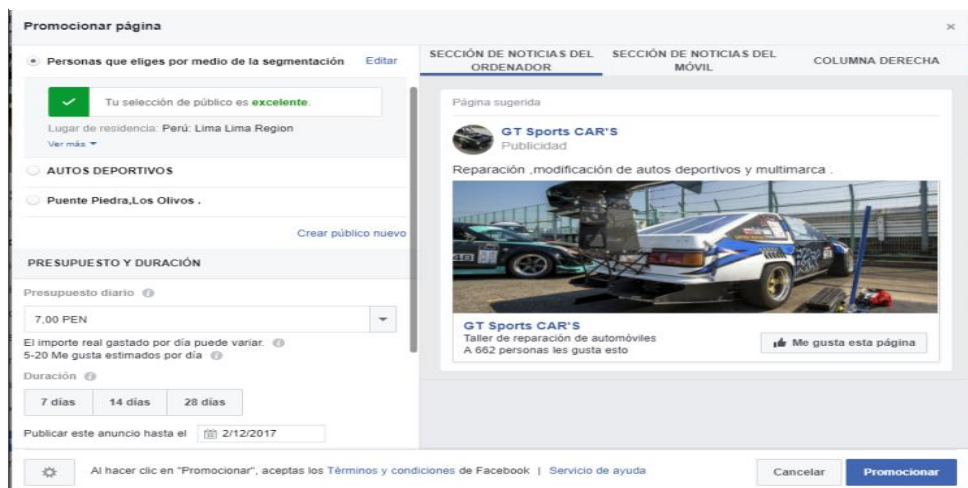 Promocionar página
×
Personas que eliges por medio de la segmentación Editar
Tu selección de público es excelente.
Lugar de residencia: Perú: Lima Lima Region
Ver más
AUTOS DEPORTIVOS
Puente Piedra,Los Olivos .
Crear público nuevo
PRESUPUESTO Y DURACIÓN
Presupuesto diario
7,00 PEN
El importe real gastado por día puede variar.
5-20 Me gusta estimados por día
Duración
7 días 14 días 28 días
Publicar este anuncio hasta el 2/12/2017
SECCIÓN DE NOTICIAS DEL
ORDENADOR
SECCIÓN DE NOTICIAS DEL
MÓVIL
COLUMNA DERECHA
Página sugerida
GT Sports CAR'S
Publicidad
Reparación ,modificación de autos deportivos y multimarca .
GT Sports CAR'S
Taller de reparación de automóviles
A 662 personas les gusta esto
Me gusta esta página
Al hacer clic en "Promocionar", aceptas los Términos y condiciones de Facebook | Servicio de ayuda
Cancelar
Promocionar